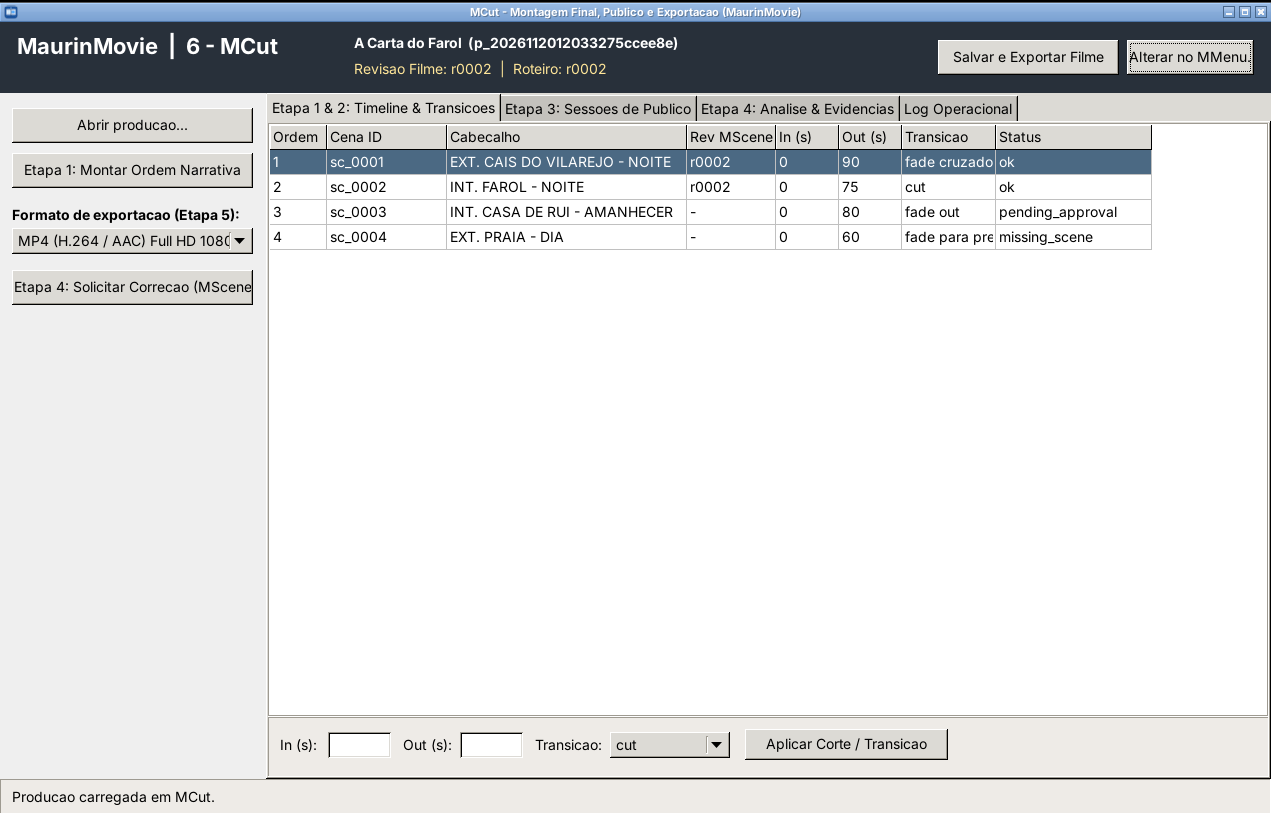 MCut - Montagem Final, Publico e Exportacao (MaurinMovie)
MaurinMovie | 6 - MCut
A Carta do Farol (p_2026112012033275ccee8e)
Revisao Filme: r0002 | Roteiro: r0002
Salvar e Exportar Filme
Alterar no MMenu.
Abrir producao...
Etapa 1: Montar Ordem Narrativa
Formato de exportacao (Etapa 5):
MP4 (H.264 / AAC) Full HD 1080
Etapa 4: Solicitar Correcao (MScene
Etapa 1 & 2: Timeline & Transicoes Etapa 3: Sessoes de Publico Etapa 4: Analise & Evidencias Log Operacional
Ordem Cena ID Cabecalho Rev MScene In (s) Out (s) Transicao Status
1 sc_0001 EXT. CAIS DO VILAREJO - NOITE r0002 0 90 fade cruzado ok
2 sc_0002 INT. FAROL - NOITE r0002 0 75 cut ok
3 sc_0003 INT. CASA DE RUI - AMANHECER - 0 80 fade out pending_approval
4 sc_0004 EXT. PRAIA - DIA - 0 60 fade para pre missing_scene
In (s): Out (s): Transicao: cut Aplicar Corte / Transicao
Producao carregada em MCut.